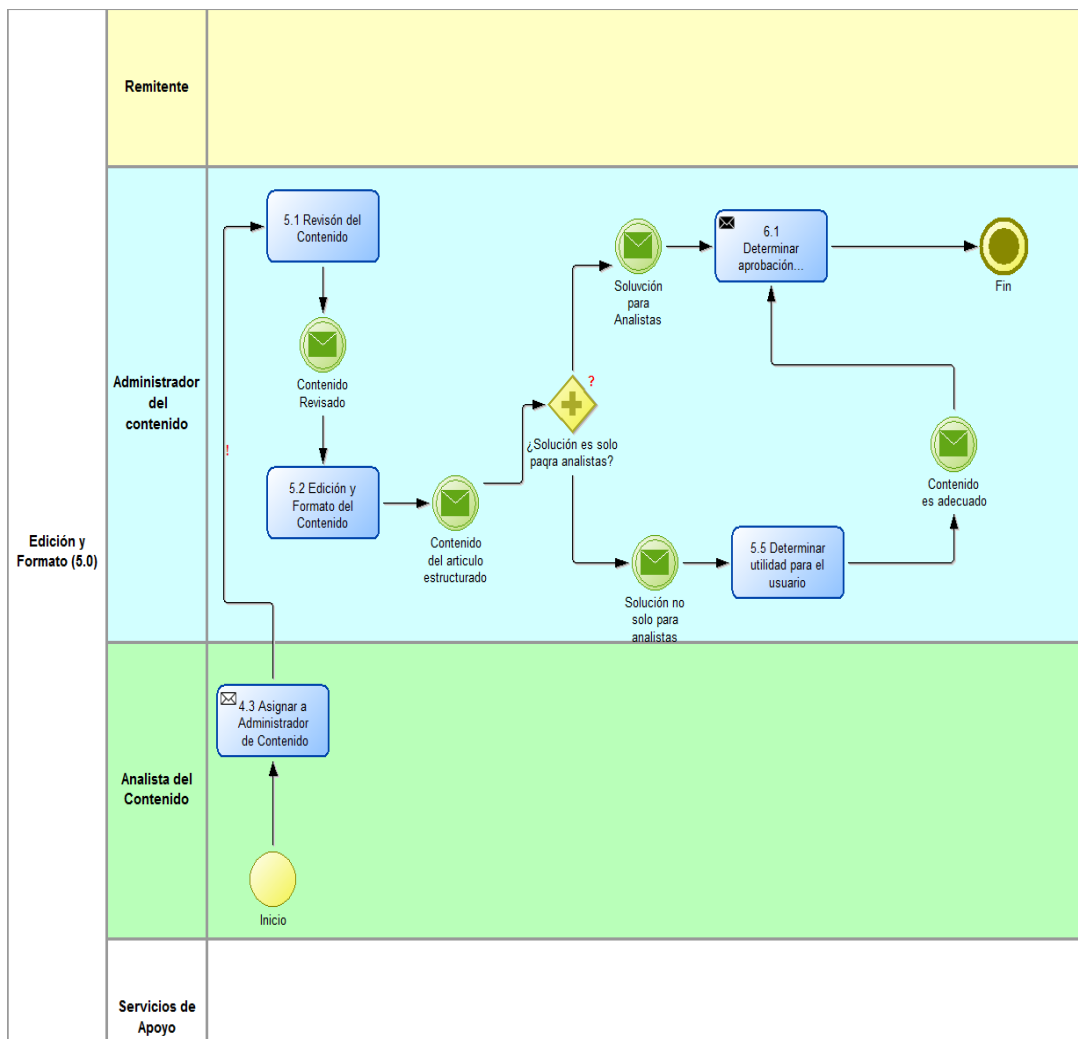 Edición y
Formato (5.0)
Remitente
Administrador
del
contenido
5.1 Revisón del
Contenido
Contenido
Revisado
5.2 Edición y
Formato del
Contenido
Contenido
del articulo
estructurado
?
¿Solución es solo
paqra analistas?
Soluvción
para
Analistas
6.1
Determinar
aprobación...
Fin
Solución no
solo para
analistas
5.5 Determinar
utilidad para el
usuario
Contenido
es adecuado
!
Analista del
Contenido
4.3 Asignar a
Administrador
de Contenido
Inicio
Servicios de
Apoyo